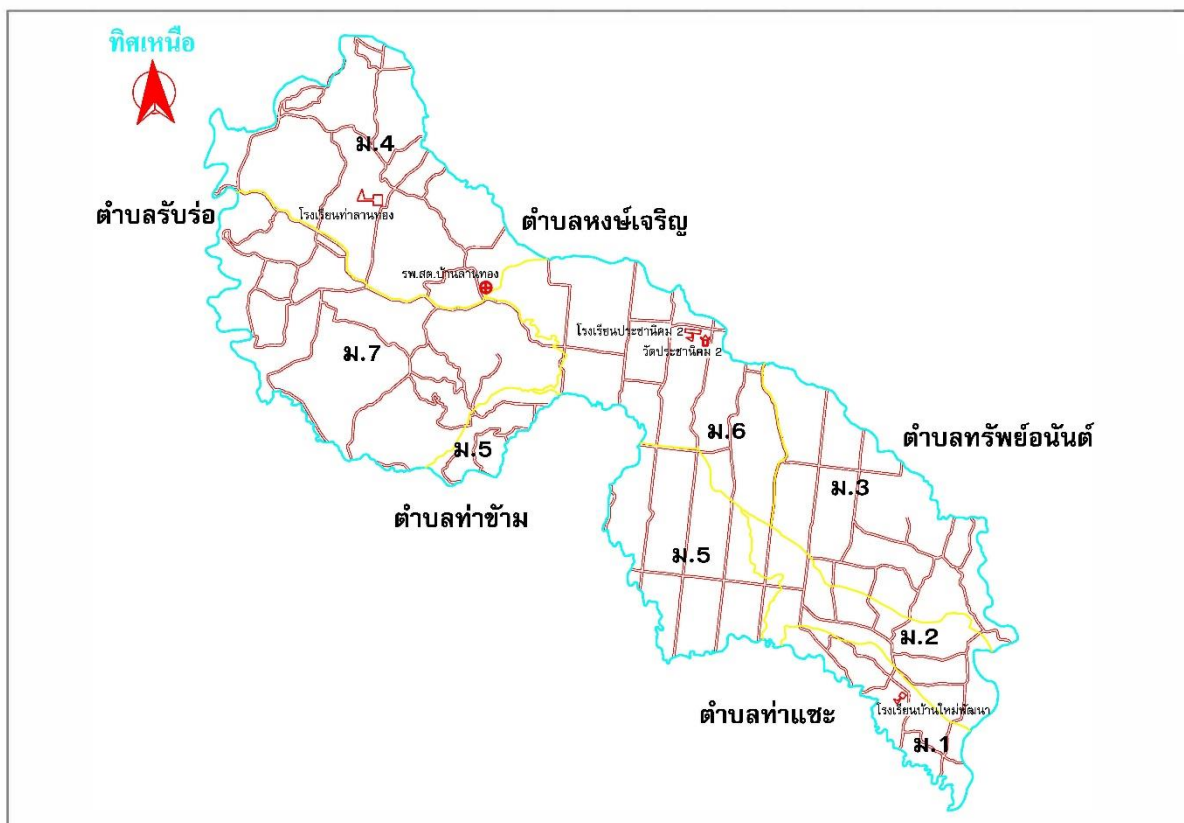 ทิศเหนือ
ม.4
ตำบลรับร่อ
โรงเรียนท่าลานทอง
ตำบลหงษ์เจริญ
รพ.สต.บ้านลานทอง
โรงเรียนประชานิคม 2
วัดประชานิคม 2
ม.7
ม.6
ตำบลทรัพย์อนันต์
ม.5
ม.3
ตำบลท่าข้าม
ม.5
ม.2
ตำบลท่าแซะ
โรงเรียนบ้านใหม่พัฒนา
ม.1